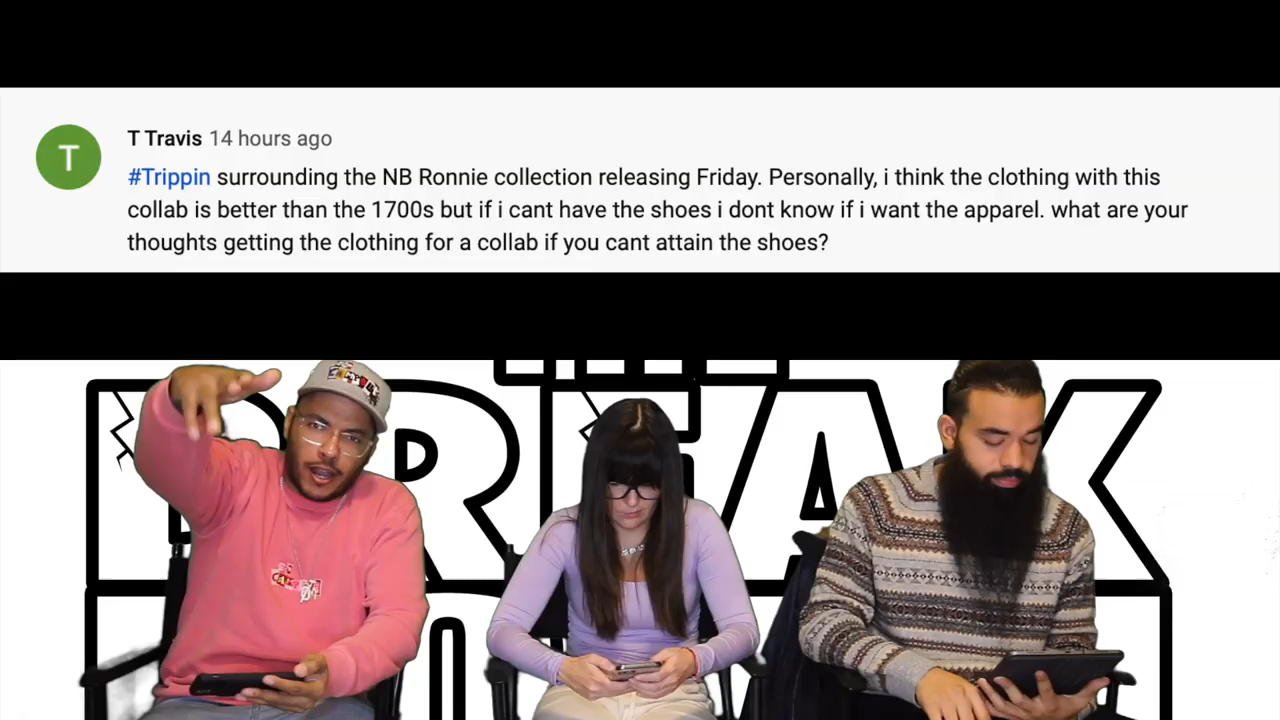 T
T Travis 14 hours ago
#Trippin surrounding the NB Ronnie collection releasing Friday. Personally, i think the clothing with this
collab is better than the 1700s but if i cant have the shoes i dont know if i want the apparel. what are your
thoughts getting the clothing for a collab if you cant attain the shoes?
BREAK